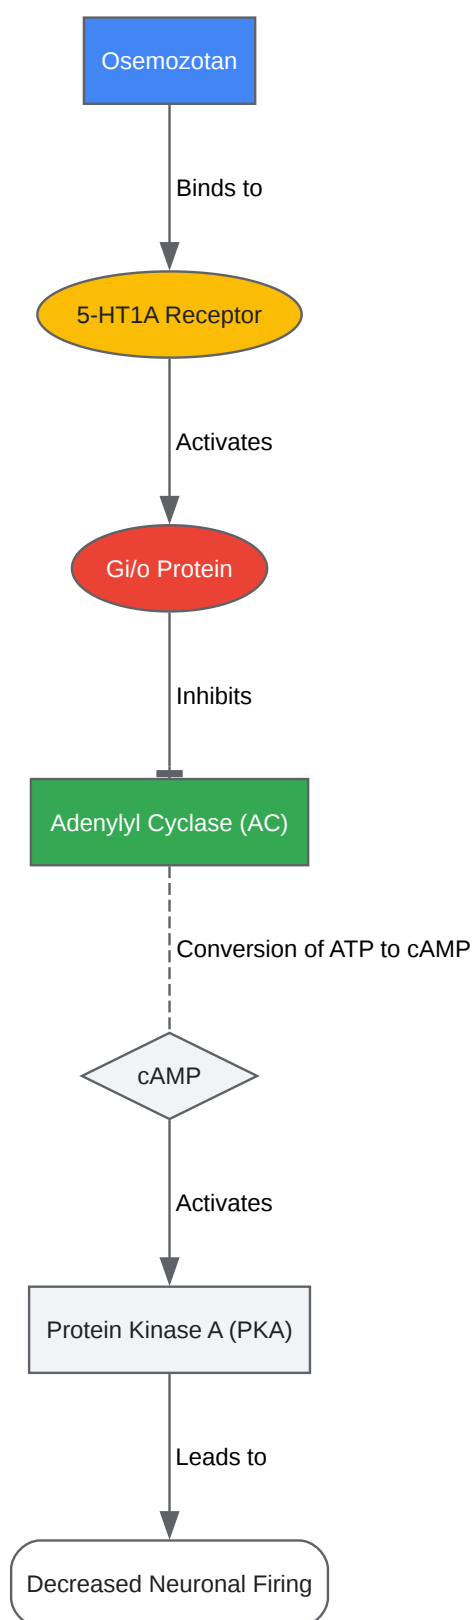 Osemozotan
Binds to
5-HT1A Receptor
Activates
Gi/o Protein
Inhibits
Adenylyl Cyclase (AC)
Conversion of ATP to cAMP
cAMP
Activates
Protein Kinase A (PKA)
Leads to
Decreased Neuronal Firing